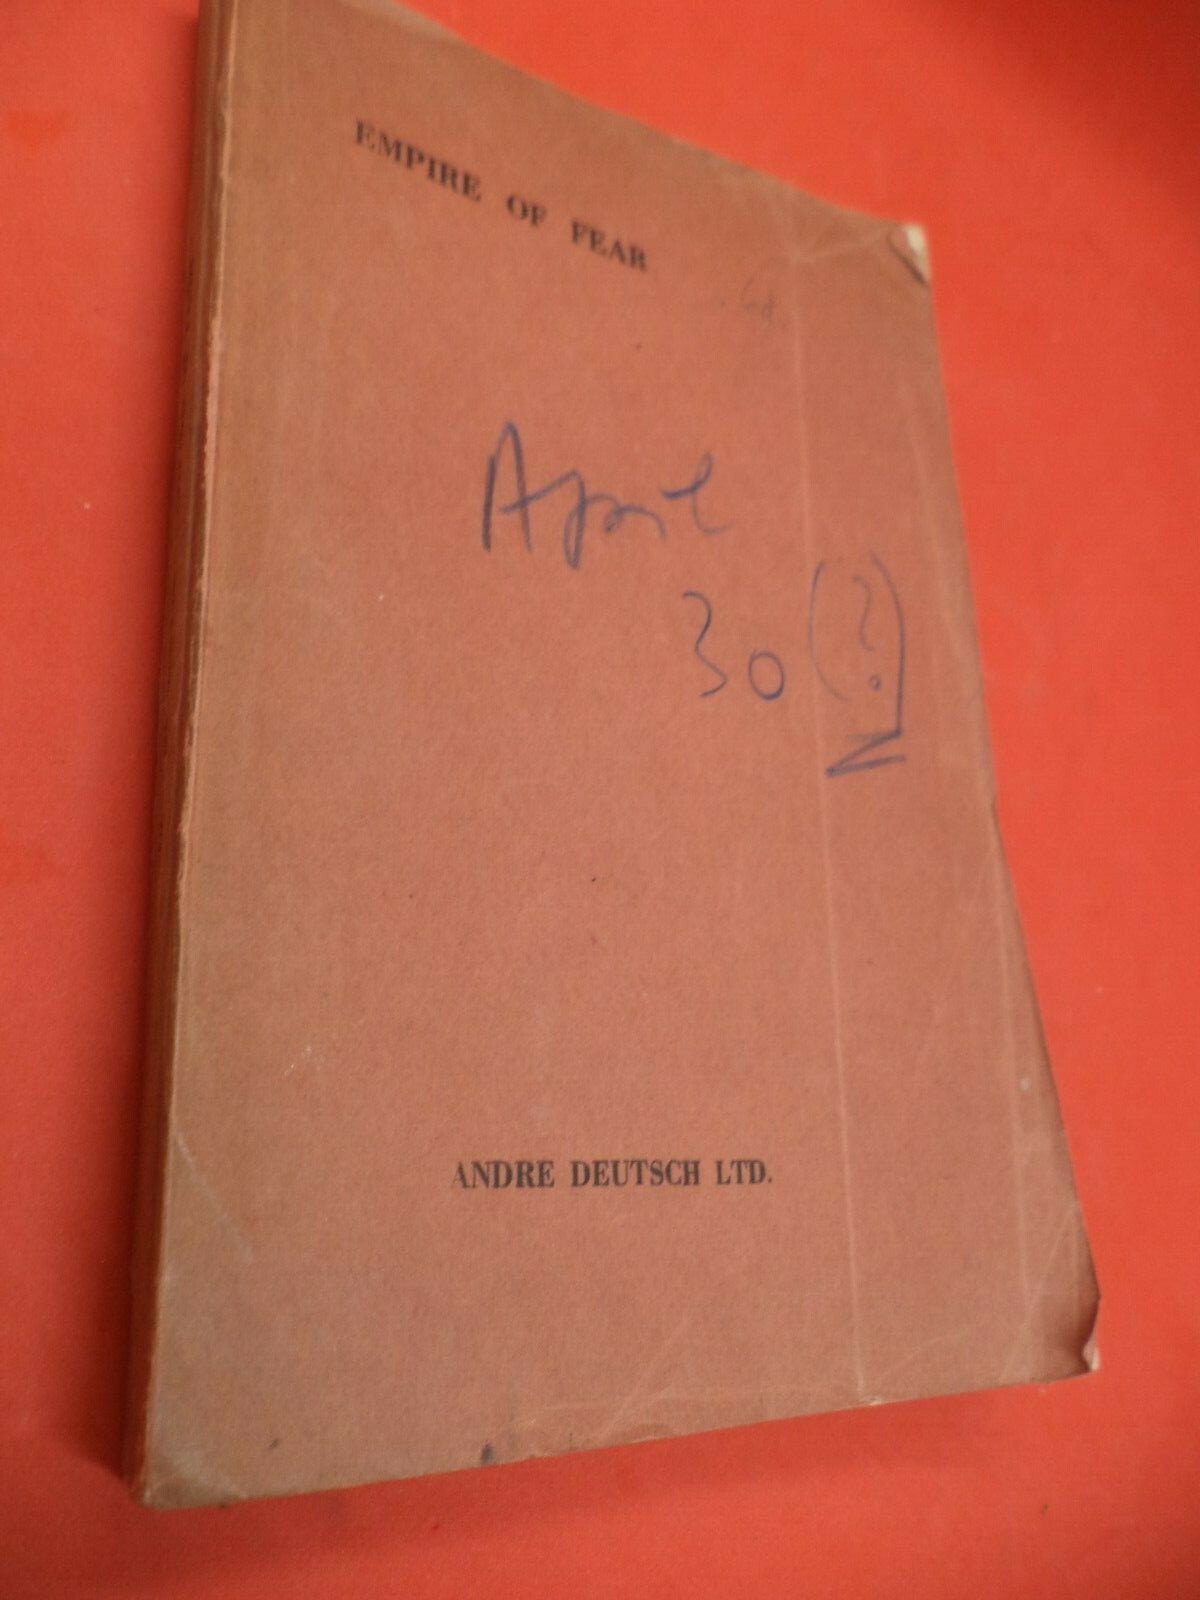 EMPIRE OF FEAR
April
30 (?)
ANDRE DEUTSCH LTD.